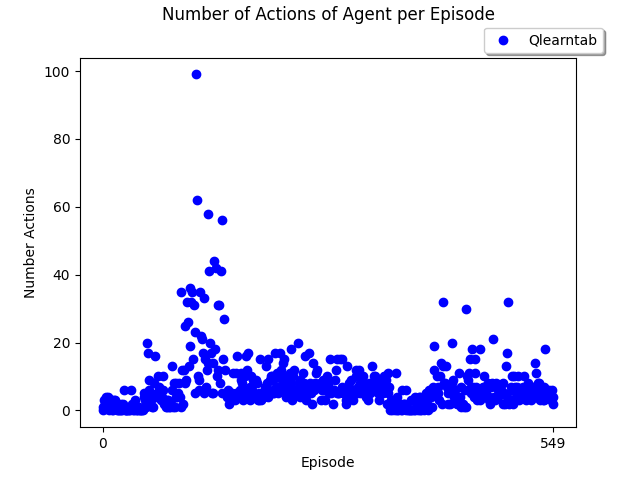 Number of Actions of Agent per Episode
Qlearntab
100
80
60
40
20
0
Number Actions
0 549
Episode